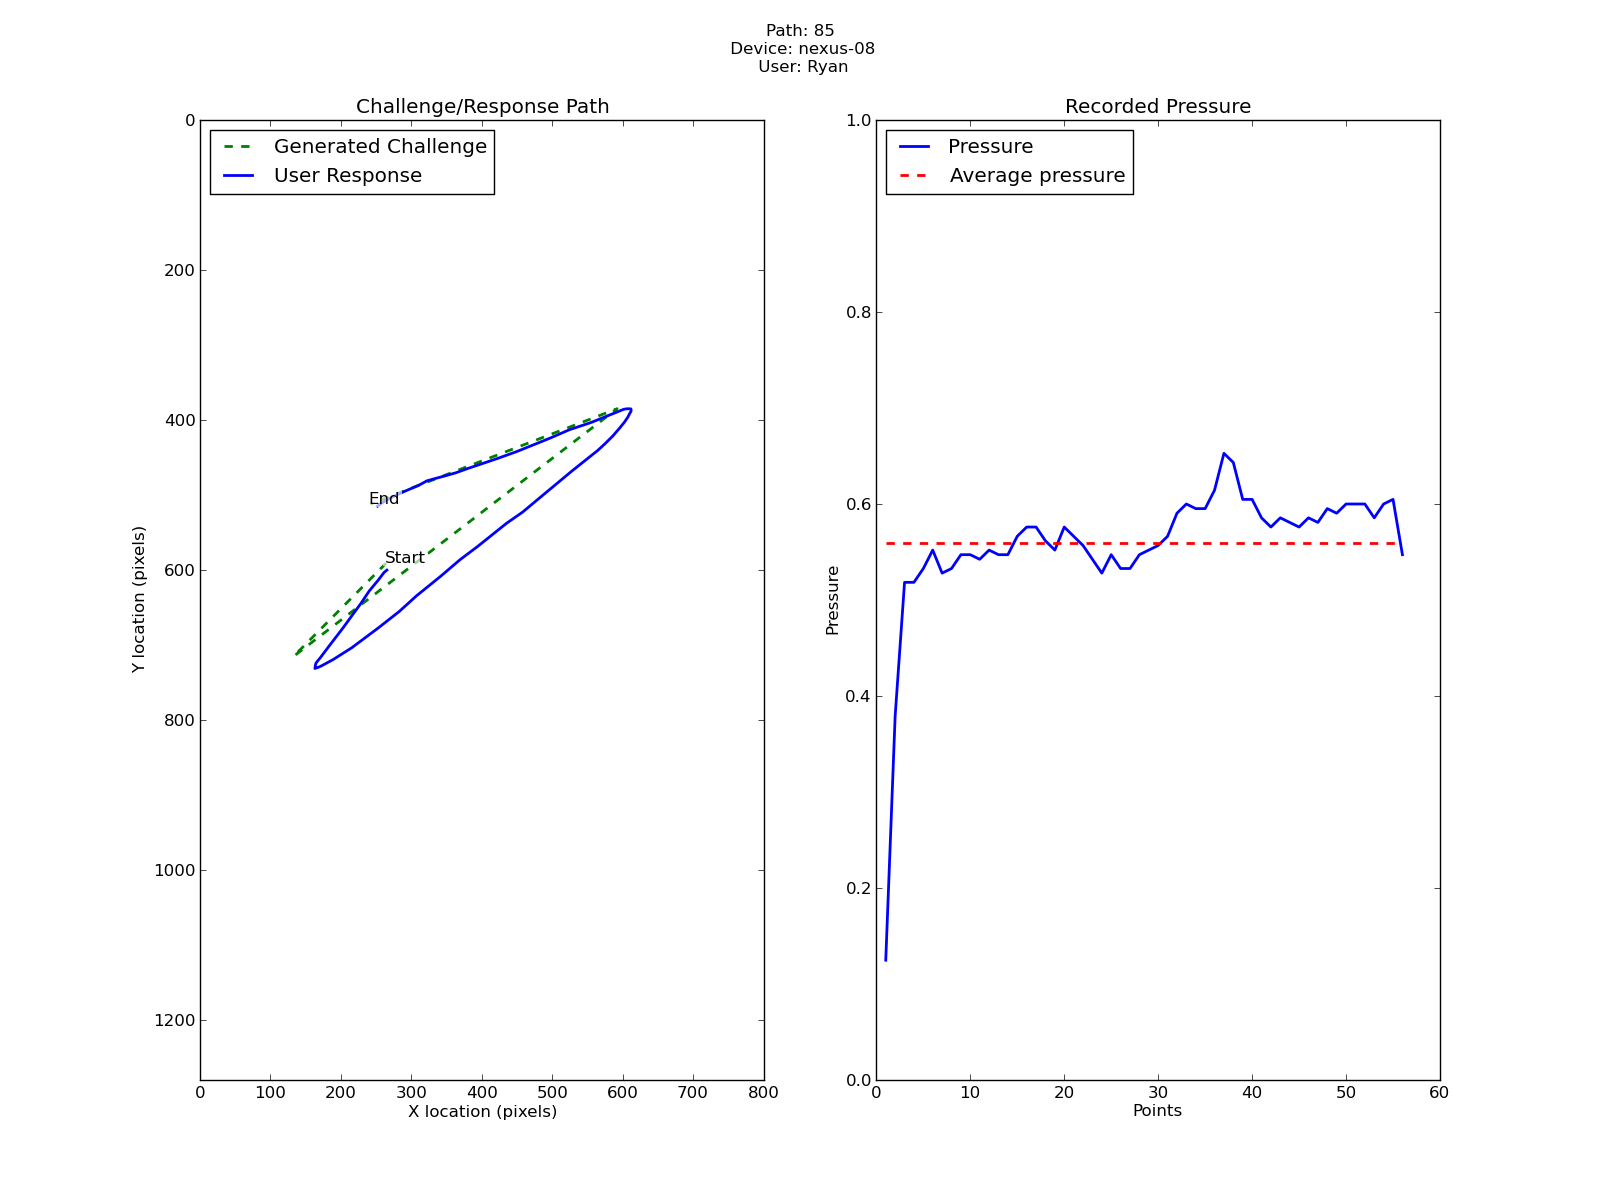 Path: 85
Device: nexus-08
User: Ryan
Challenge/Response Path
Generated Challenge
User Response
End
Start
0
200
400
600
800
1000
1200
Y location (pixels)
0 100 200 300 400 500 600 700 800
X location (pixels)
Recorded Pressure
Pressure
Average pressure
1.0
0.8
0.6
0.4
0.2
0.0
Pressure
0 10 20 30 40 50 60
Points